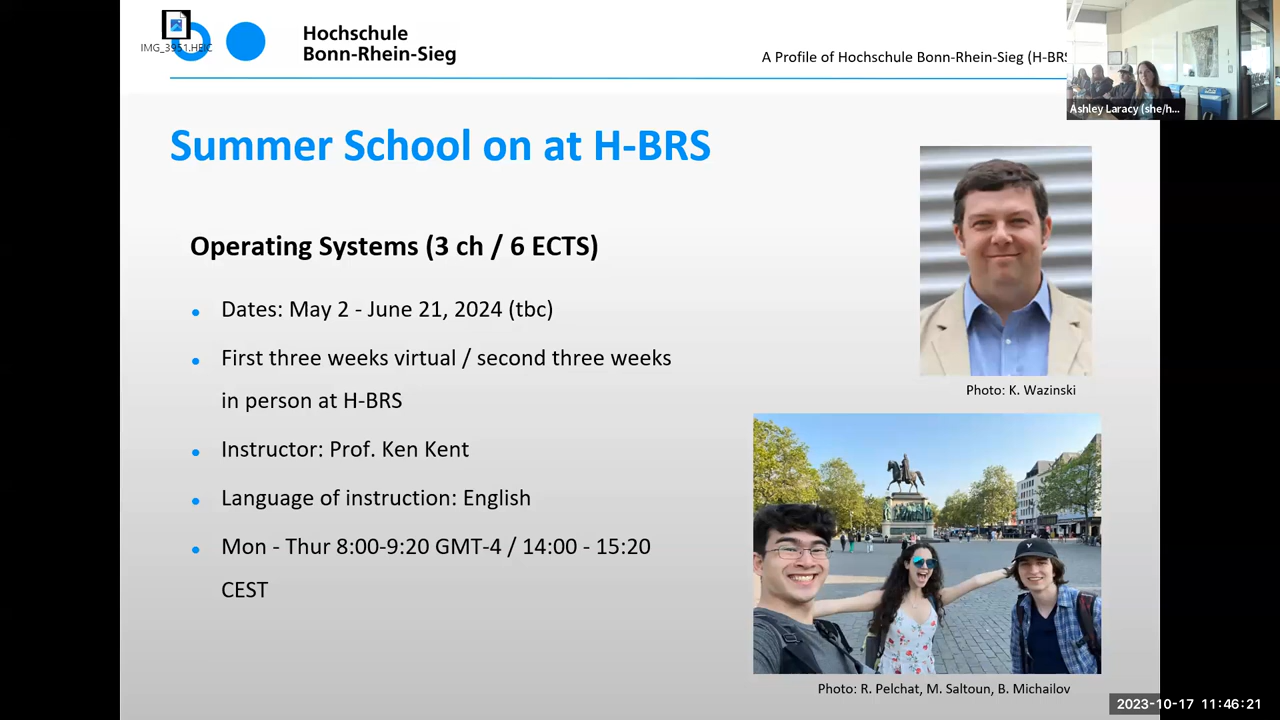 IMG_3951.HEIC
Hochschule
Bonn-Rhein-Sieg
A Profile of Hochschule Bonn-Rhein-Sieg (H-BRS
Ashley Laracy (she/h...
Summer School on at H-BRS
Operating Systems (3 ch / 6 ECTS)
• Dates: May 2 - June 21, 2024 (tbc)
• First three weeks virtual / second three weeks
in person at H-BRS
• Instructor: Prof. Ken Kent
• Language of instruction: English
• Mon - Thur 8:00-9:20 GMT-4 / 14:00 - 15:20
CEST
Photo: K. Wazinski
Photo: R. Pelchat, M. Saltoun, B. Michailov
2023-10-17 11:46:21